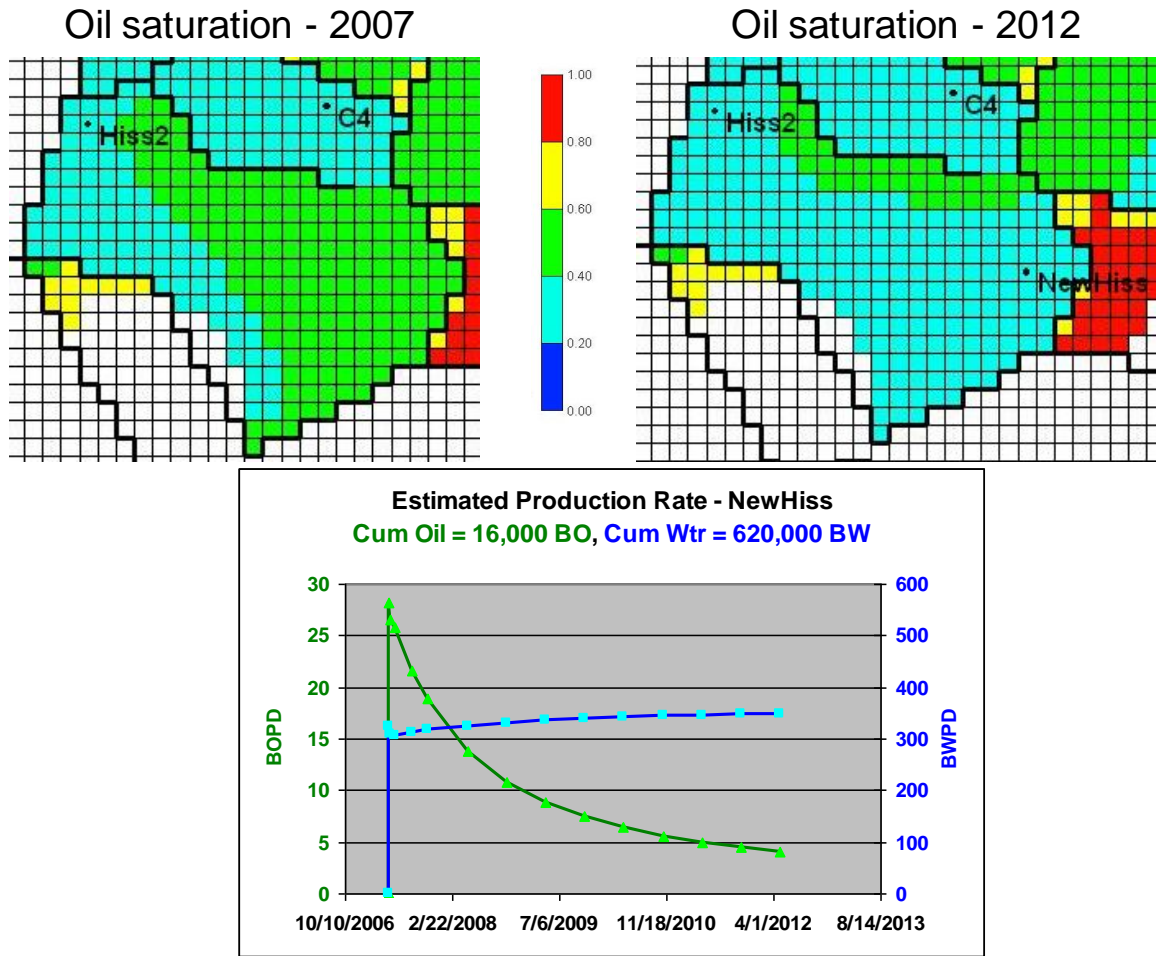 Oil saturation - 2007
Oil saturation - 2012
Hiss2
C4
1.00
0.80
0.60
0.40
0.20
0.00
Hiss2
C4
NewHiss
Estimated Production Rate - NewHiss
Cum Oil = 16,000 BO, Cum Wtr = 620,000 BW
30
25
20
15
10
5
0
BOPD
600
500
400
300
200
100
0
BWPD
10/10/2006 2/22/2008 7/6/2009 11/18/2010 4/1/2012 8/14/2013